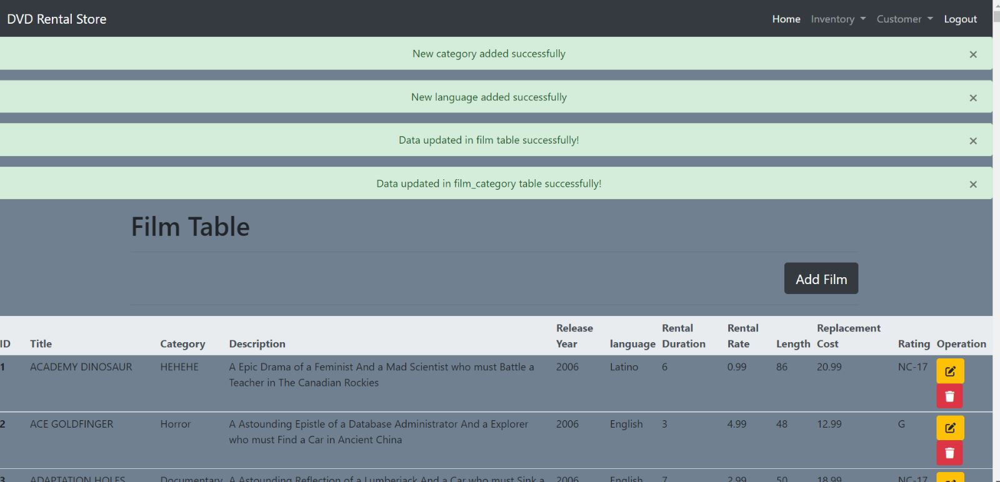 DVD Rental Store
Home Inventory Customer Logout
New category added successfully ×
New language added successfully ×
Data updated in film table successfully! ×
Data updated in film_category table successfully! ×
Film Table
Add Film
Release Rental Rental Replacement
ID Title Category Description Year language Duration Rate Length Cost Rating Operation
1 ACADEMY DINOSAUR HEHEHE A Epic Drama of a Feminist And a Mad Scientist who must Battle a 2006 Latino 6 0.99 86 20.99 NC-17
Teacher in The Canadian Rockies
2 ACE GOLDFINGER Horror A Astounding Epistle of a Database Administrator And a Explorer 2006 English 3 4.99 48 12.99 G
who must Find a Car in Ancient China
3 ADAPTATION HOLES Documentary A Astounding Reflection of a Lumberjack And a Car who must Sink a 2006 English 7 2.99 50 18.99 NC-17